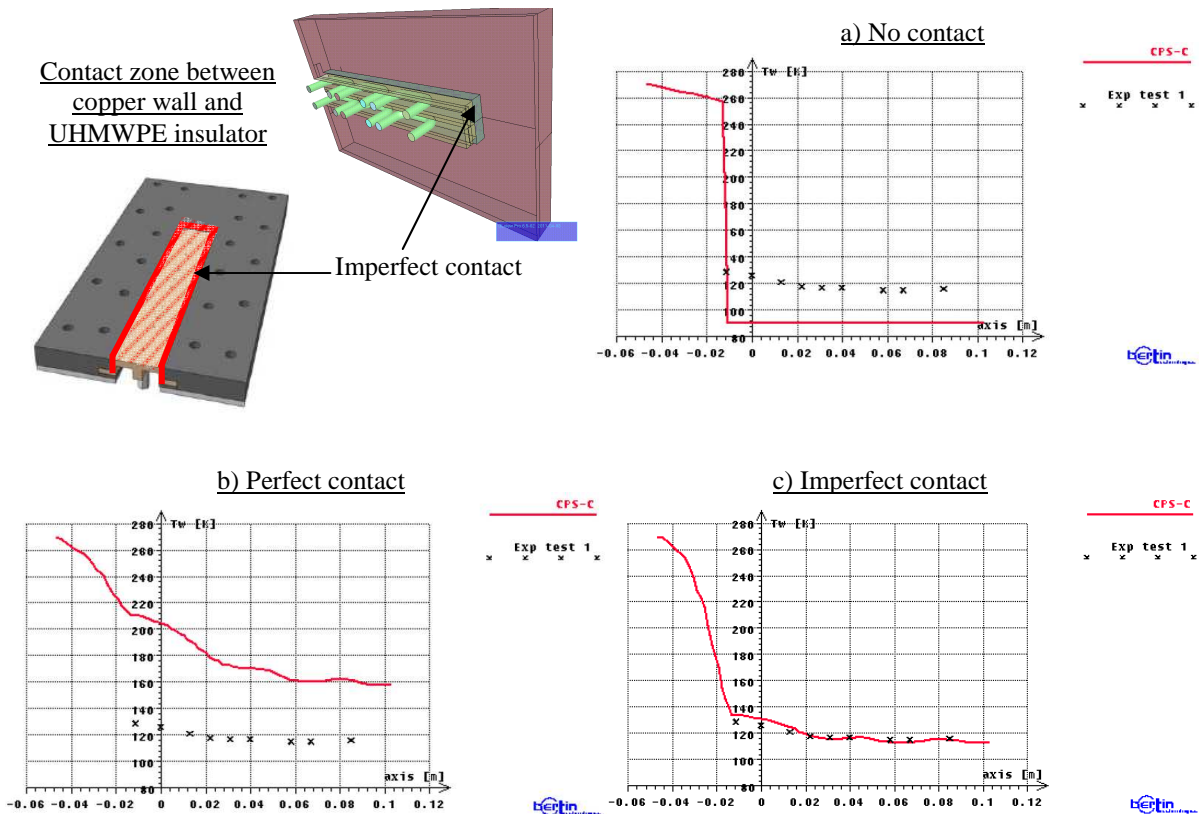 Contact zone between
copper wall and
UHMWPE insulator
Imperfect contact
a) No contact
CPS-C
Exp test 1
Tw [K]
280
260
240
220
200
180
160
140
120
100
80
axis [m]
-0.06 -0.04 -0.02 0 0.02 0.04 0.06 0.08 0.10 0.12
bertin
b) Perfect contact
CPS-C
Exp test 1
Tw [K]
280
260
240
220
200
180
160
140
120
100
80
axis [m]
-0.06 -0.04 -0.02 0 0.02 0.04 0.06 0.08 0.10 0.12
bertin
c) Imperfect contact
CPS-C
Exp test 1
Tw [K]
280
260
240
220
200
180
160
140
120
100
80
axis [m]
-0.06 -0.04 -0.02 0 0.02 0.04 0.06 0.08 0.10 0.12
bertin